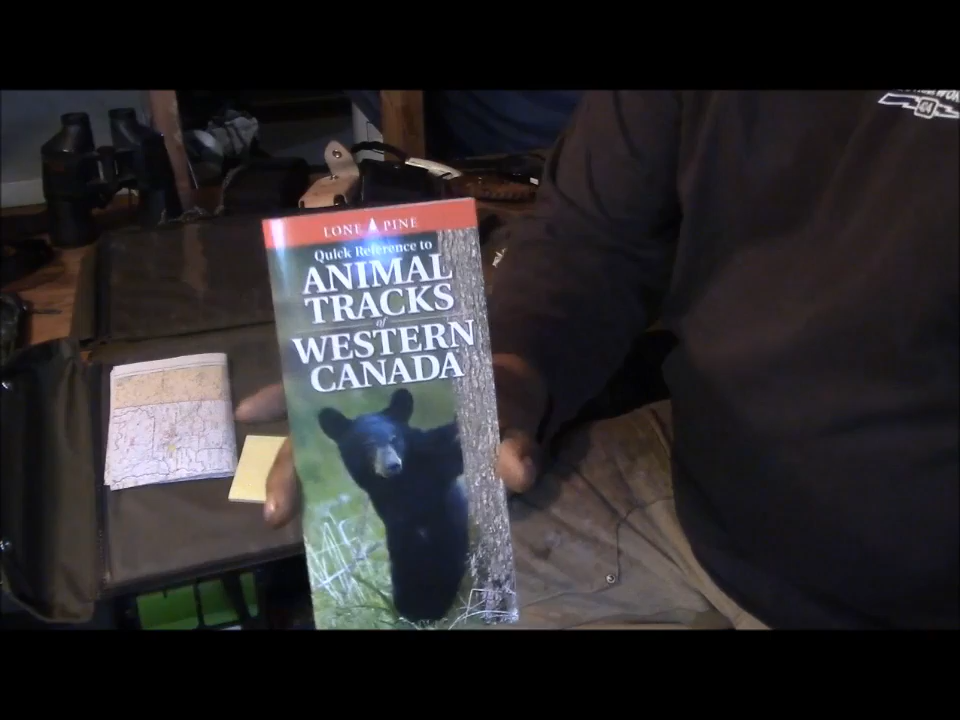 LONE PINE
Quick Reference to
ANIMAL
TRACKS
of
WESTERN
CANADA